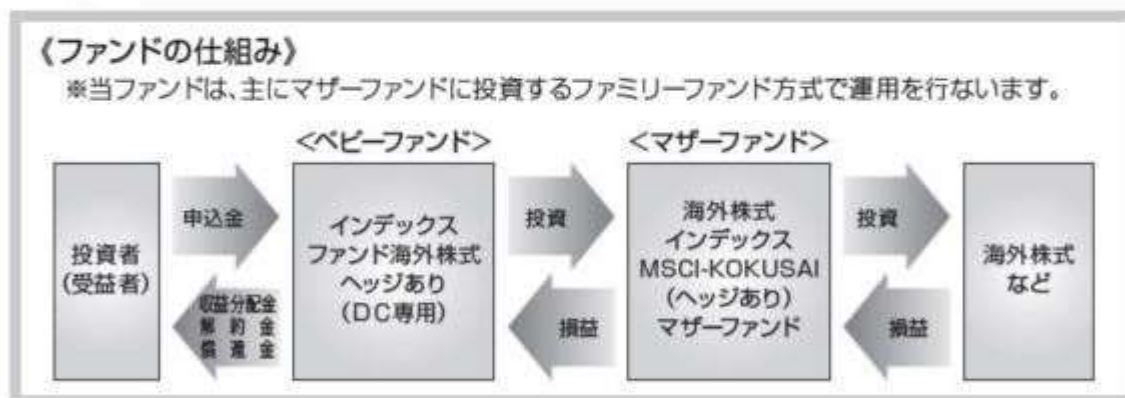 《ファンドの仕組み》
※当ファンドは、主にマザーファンドに投資するファミリーファンド方式で運用を行ないます。
<ベビーファンド>
<マザーファンド>
投資者
(受益者)
申込金
収益分配金
解約金
償還金
インデックス
ファンド海外株式
ヘッジあり
(DC専用)
投資
損益
海外株式
インデックス
MSCI-KOKUSAI
(ヘッジあり)
マザーファンド
投資
損益
海外株式
など